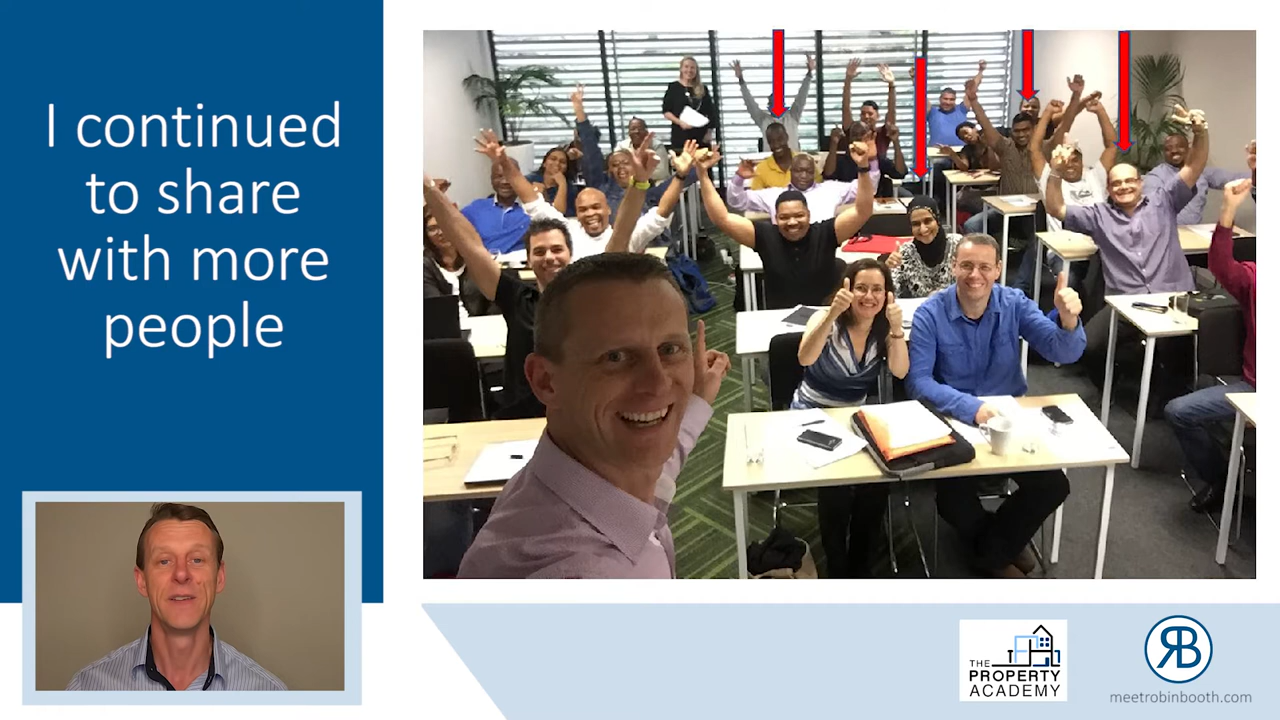 I continued
to share
with more
people
THE
PROPERTY
ACADEMY
RB
meetrobinbooth.com